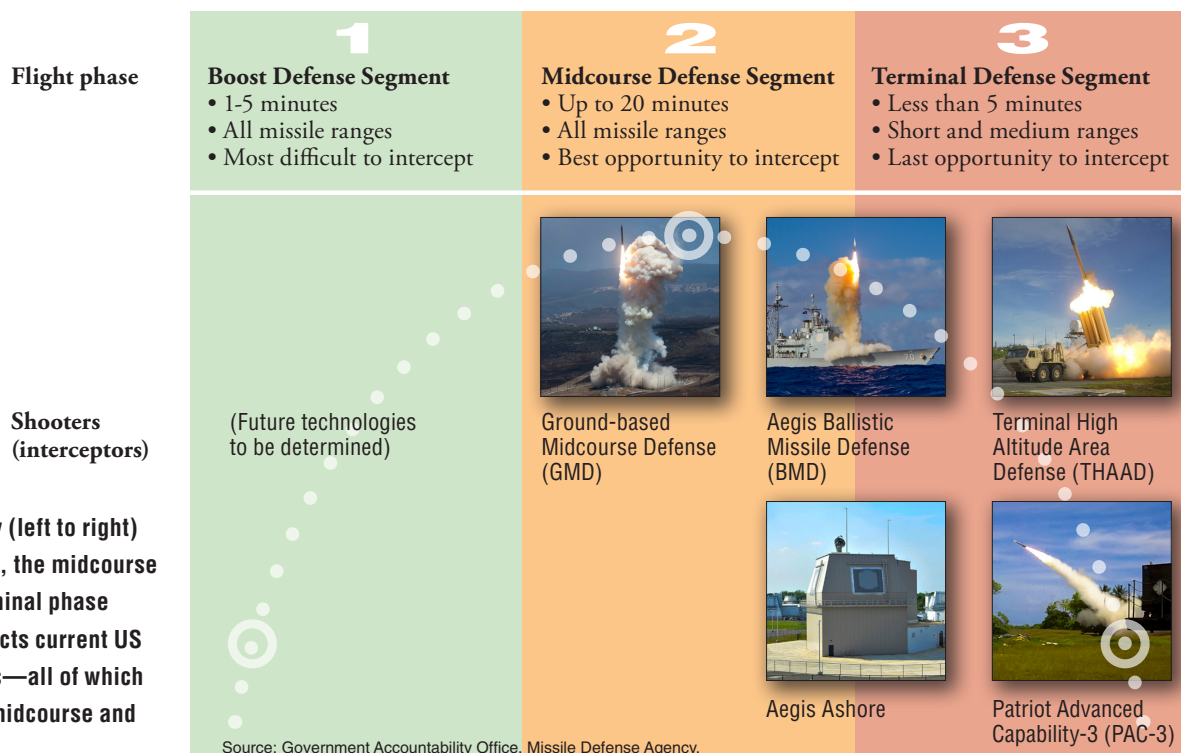 1
2
3
Flight phase
Boost Defense Segment
• 1-5 minutes
• All missile ranges
• Most difficult to intercept
Midcourse Defense Segment
• Up to 20 minutes
• All missile ranges
• Best opportunity to intercept
Terminal Defense Segment
• Less than 5 minutes
• Short and medium ranges
• Last opportunity to intercept
70
Shooters
(interceptors)
(Future technologies
to be determined)
Ground-based
Midcourse Defense
(GMD)
Aegis Ballistic
Missile Defense
(BMD)
Terminal High
Altitude Area
Defense (THAAD)
(left to right)
, the midcourse
phase
current US
—all of which
and
Aegis Ashore
Patriot Advanced
Capability-3 (PAC-3)
Source: Government Accountability Office, Missile Defense Agency.